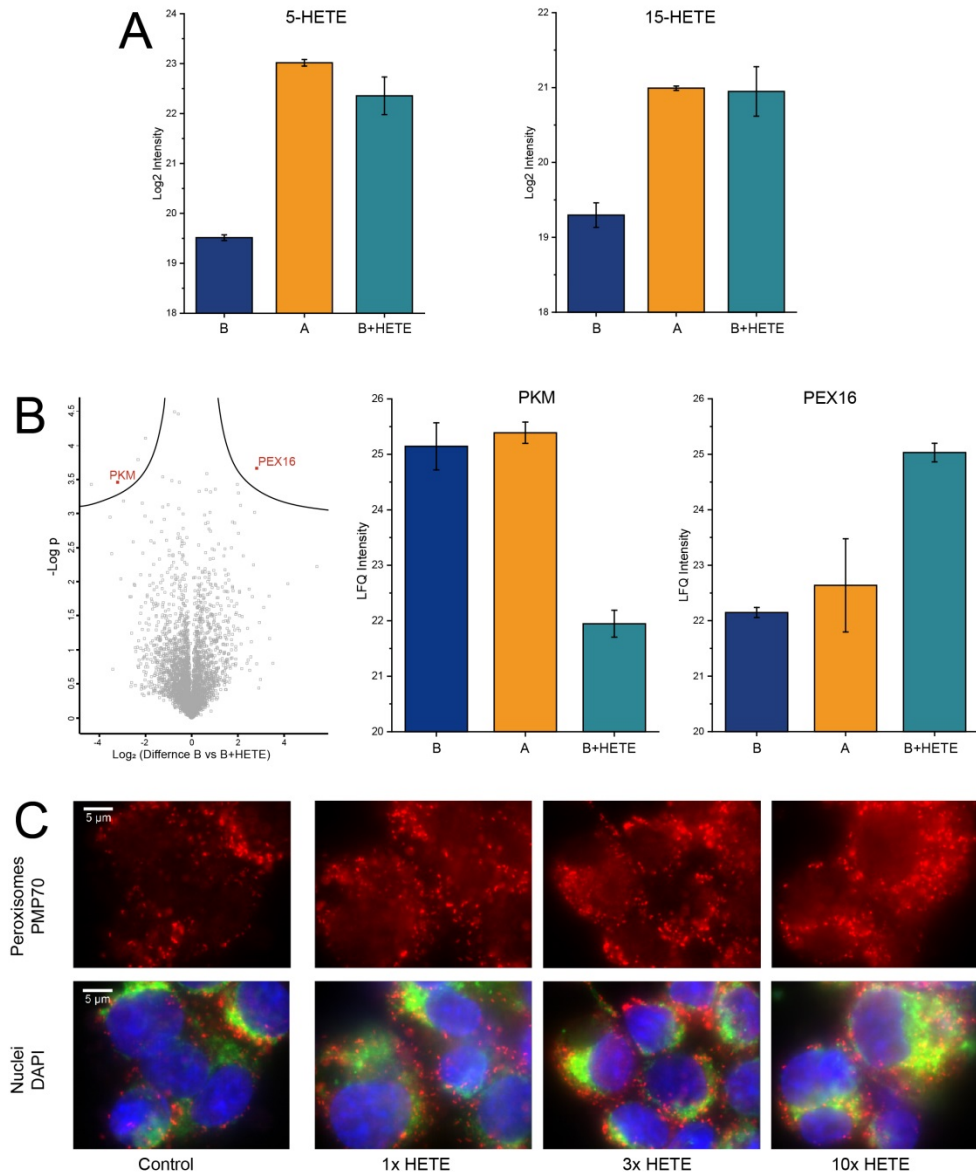 A
5-HETE
15-HETE
Log2 Intensity
24
23
22
21
20
19
18
B
A
B+HETE
Log2 Intensity
22
21
20
19
18
B
A
B+HETE
B
PKM
PEX16
-Log p
4.5
4
3.5
3
2.5
2
1.5
1
0.5
0
PKM
PEX16
-4
-2
0
2
4
Log₂ (Differnce B vs B+HETE)
LFQ Intensity
26
25
24
23
22
21
20
B
A
B+HETE
LFQ Intensity
26
25
24
23
22
21
20
B
A
B+HETE
C
Peroxisomes
PMP70
5 µm
Nuclei
DAPI
5 µm
Control
1x HETE
3x HETE
10x HETE